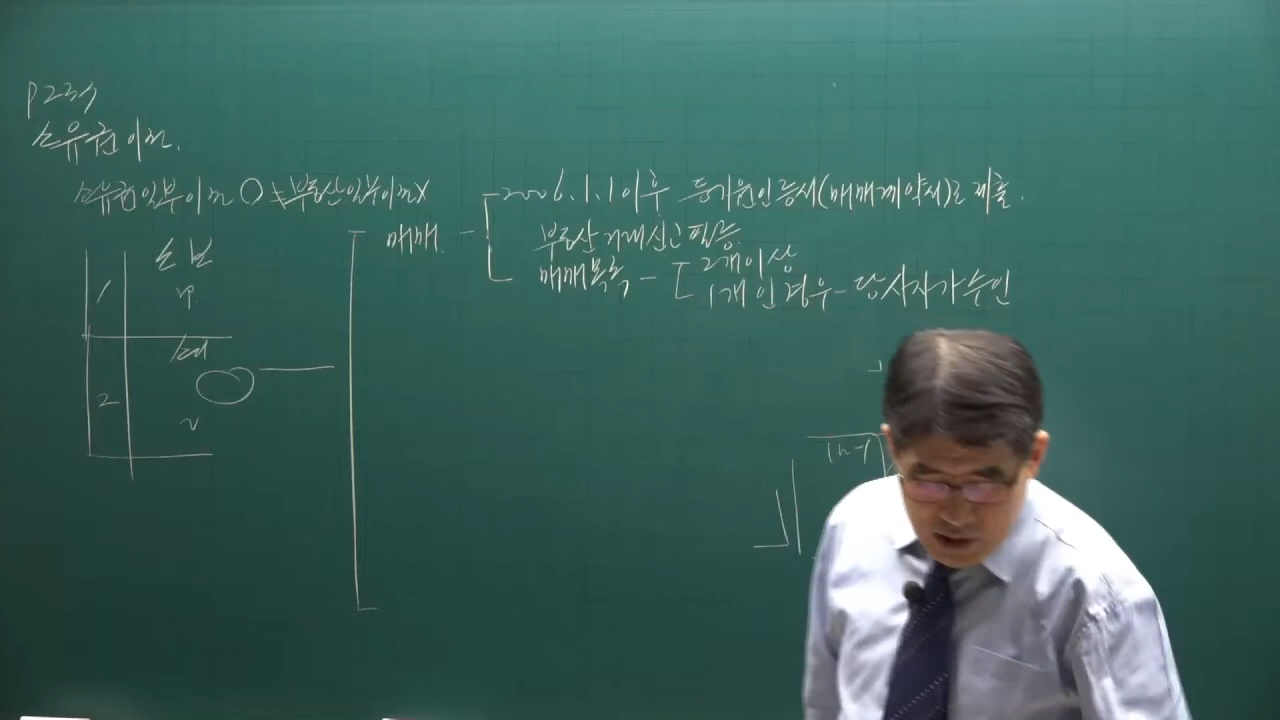 소유권이전.
소유권일부이전 ○ ≠ 부동산일부이전 X
소 보
1
이전
2
매매. - 2006.1.1 이후 등기원인증서(매매계약서)로 제출.
부동산거래신고필증
매매목록 - 2개이상
1개인 경우 - 당사자가 수인